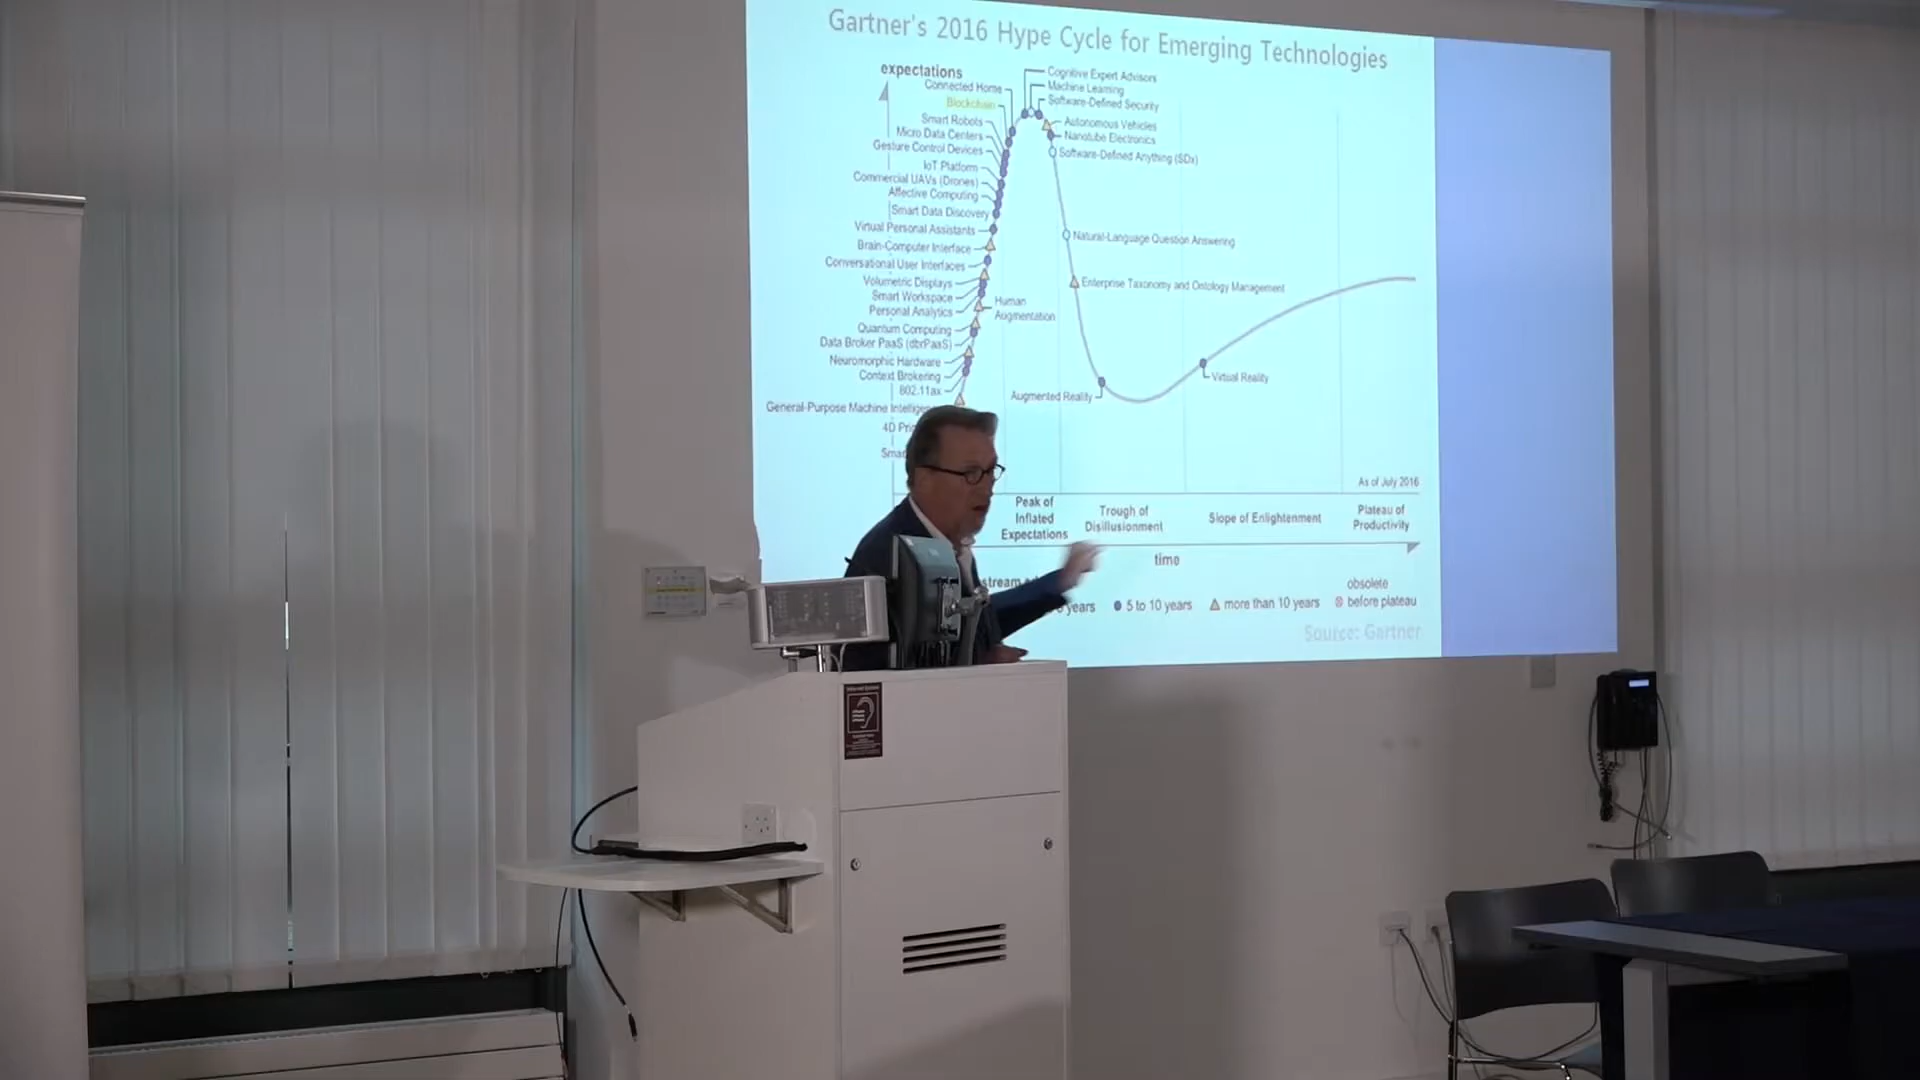 Gartner's 2016 Hype Cycle for Emerging Technologies
expectations
Connected Home
Blockchain
Smart Robots
Micro Data Centers
Gesture Control Devices
IoT Platform
Commercial UAVs (Drones)
Affective Computing
Smart Data Discovery
Virtual Personal Assistants
Brain-Computer Interface
Conversational User Interfaces
Volumetric Displays
Smart Workspace
Personal Analytics
Quantum Computing
Data Broker PaaS (dbrPaaS)
Neuromorphic Hardware
Context Brokering
802.11ax
General-Purpose Machine
4D
Cognitive Expert Advisors
Machine Learning
Software-Defined Security
Autonomous Vehicles
Nanotube Electronics
Software-Defined Anything (SDx)
Natural-Language Question Answering
Enterprise Taxonomy and Ontology Management
Human
Augmentation
Augmented Reality
Virtual Reality
As of July 2016
Peak of
Inflated
Expectations
Trough of
Disillusionment
Slope of Enlightenment
Plateau of
Productivity
time
years
5 to 10 years
more than 10 years
obsolete
before plateau
Source: Gartner